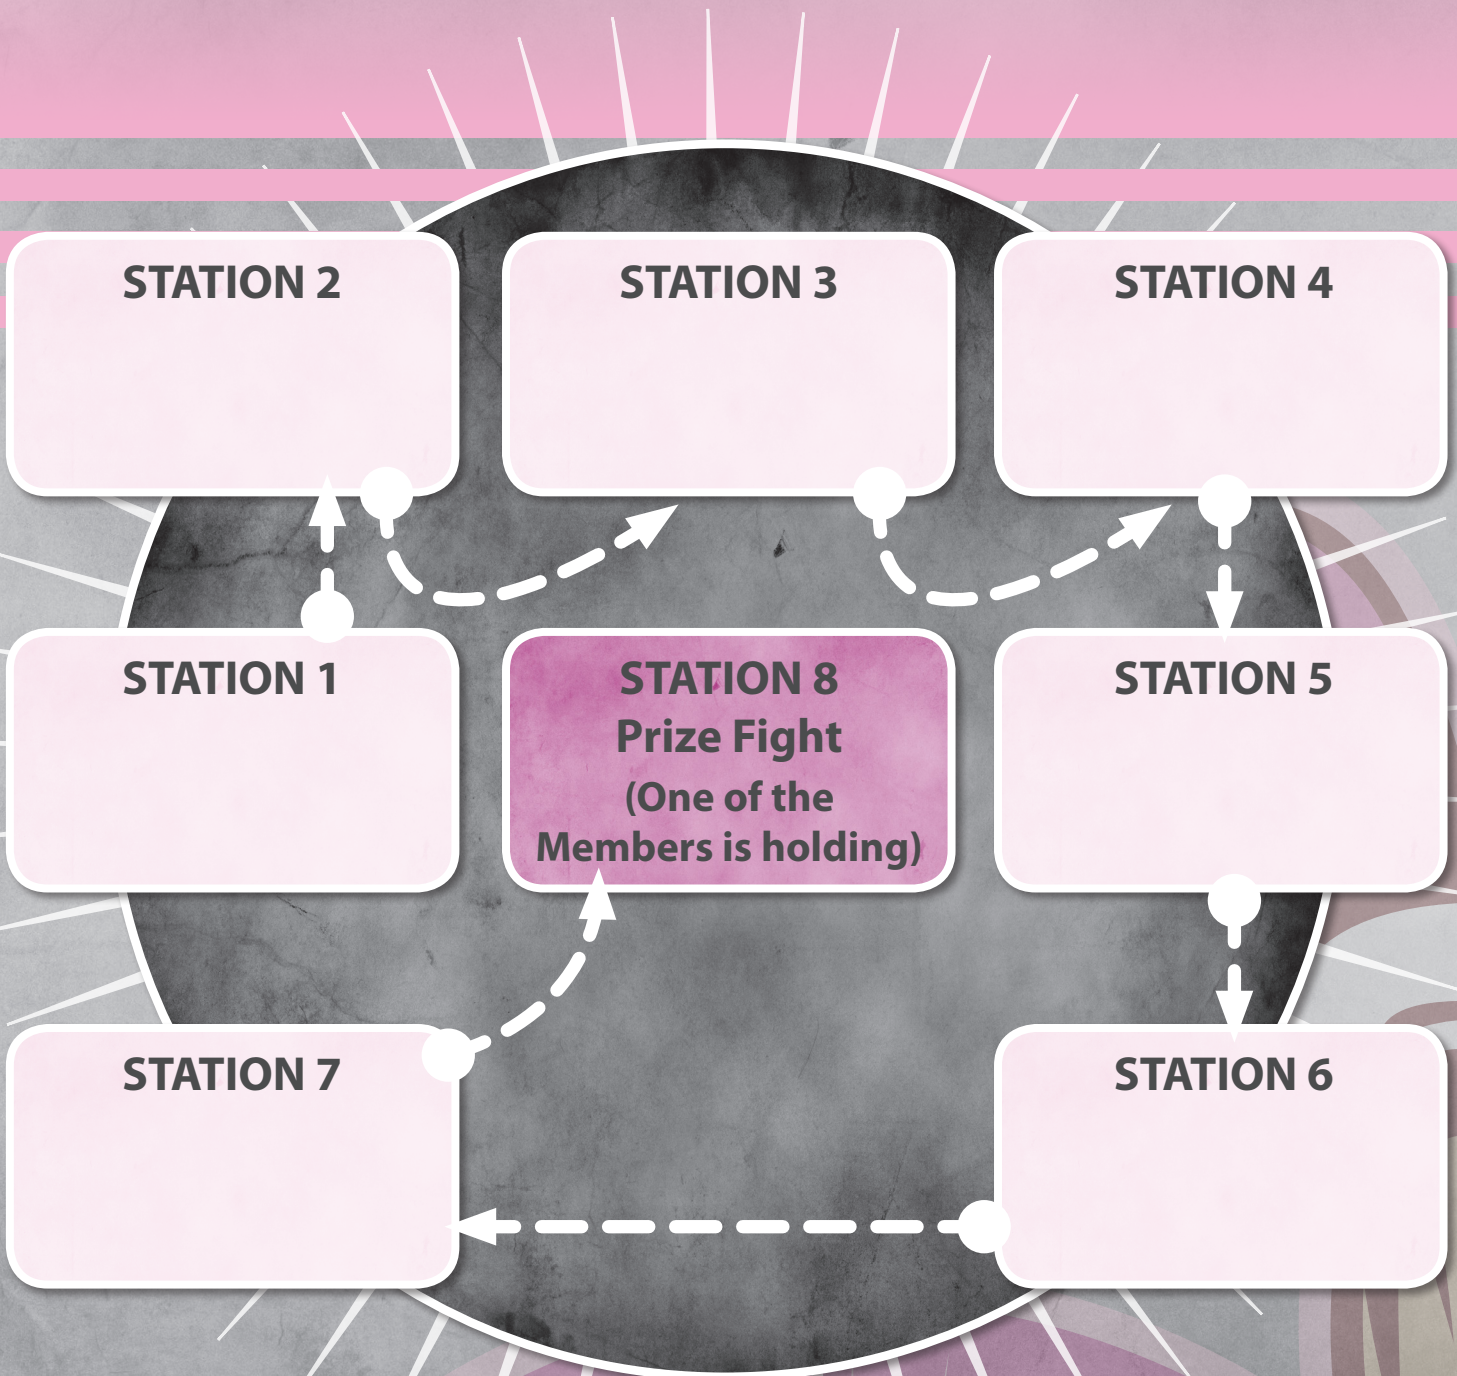 STATION 2
STATION 3
STATION 4
STATION 1
STATION 8
Prize Fight
(One of the
Members is holding)
STATION 5
STATION 7
STATION 6